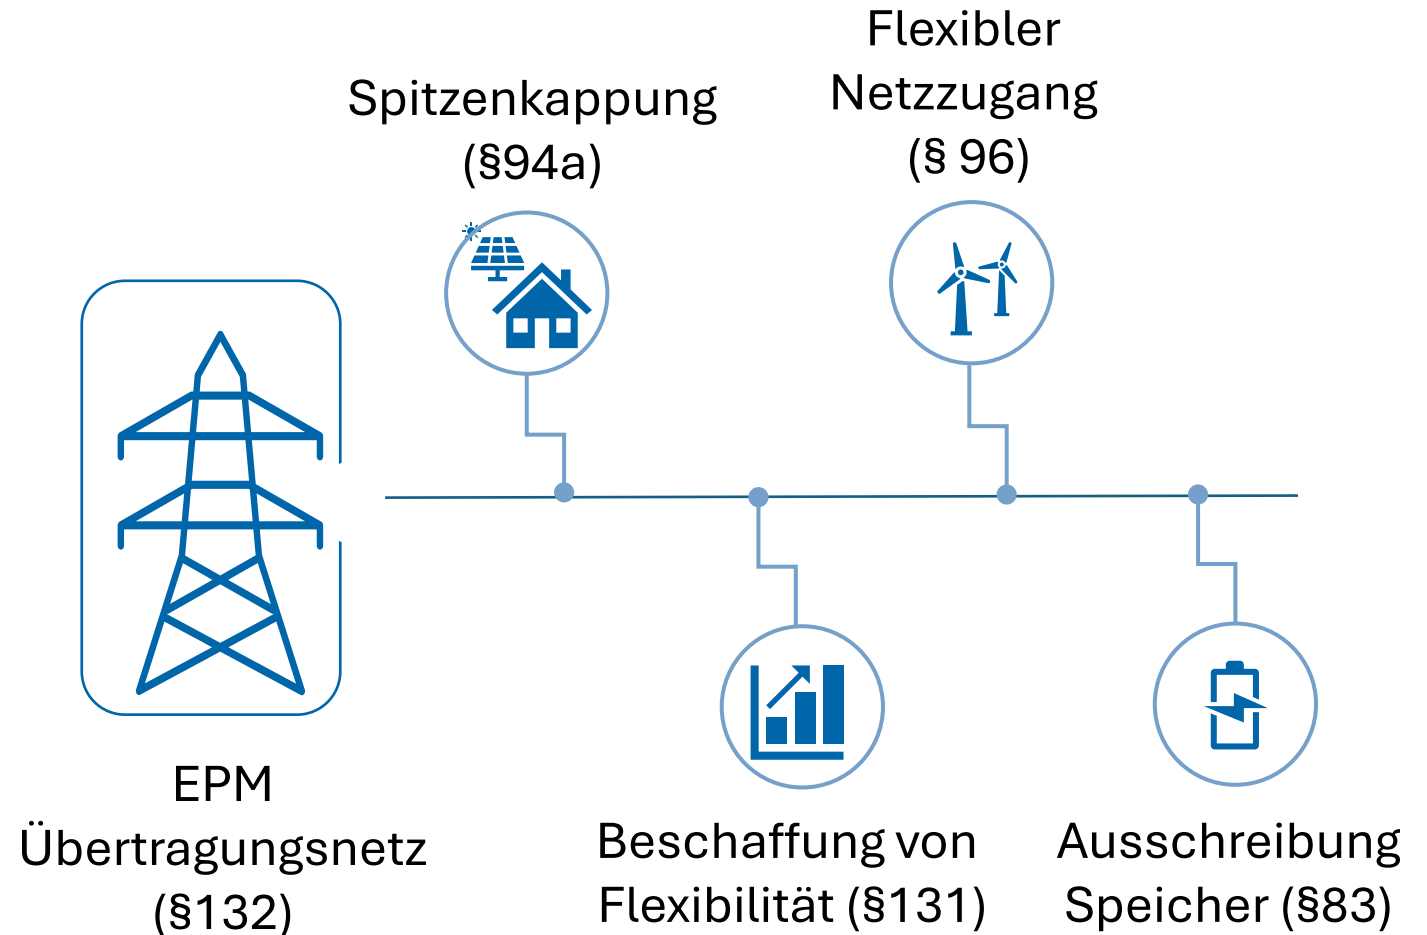 Spitzenkappung
(§94a)
Flexibler
Netzzugang
(§ 96)
EPM
Übertragungsnetz
(§132)
Beschaffung von
Flexibilität (§131)
Ausschreibung
Speicher (§83)